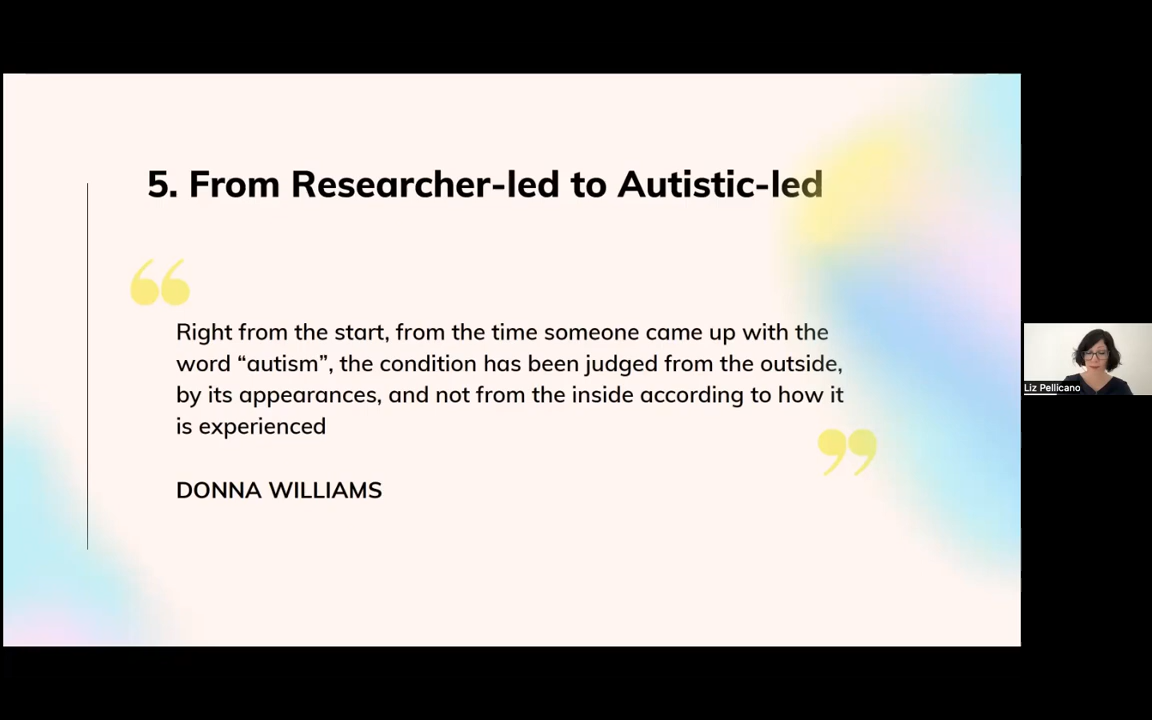 5. From Researcher-led to Autistic-led
“
Right from the start, from the time someone came up with the
word “autism”, the condition has been judged from the outside,
by its appearances, and not from the inside according to how it
is experienced
”
DONNA WILLIAMS
Liz Pellicano